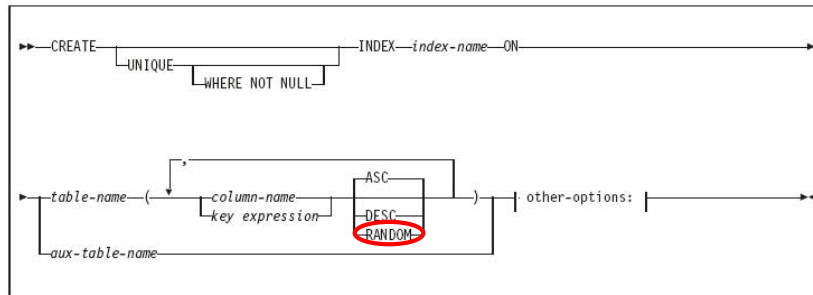 CREATE INDEX index-name ON
UNIQUE
WHERE NOT NULL
,
ASC
table-name ( column-name ) other-options:
key expression DESC
RANDOM
aux-table-name